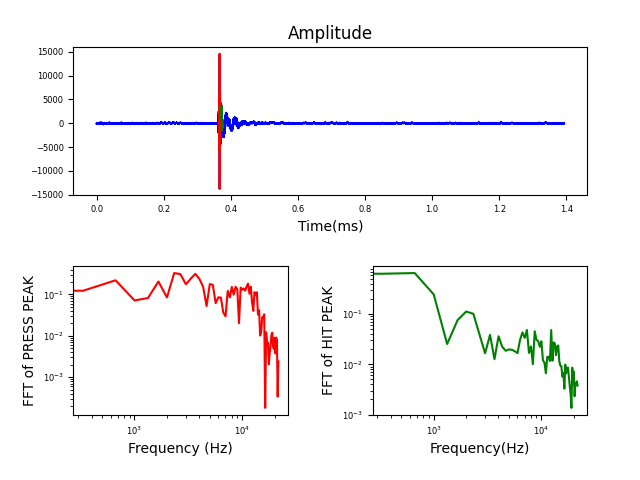 Amplitude
15000
10000
5000
0
−5000
−10000
−15000
0.0 0.2 0.4 0.6 0.8 1.0 1.2 1.4
Time(ms)
FFT of PRESS PEAK
10⁻¹
10⁻²
10⁻³
10³ 10⁴
Frequency (Hz)
FFT of HIT PEAK
10⁻¹
10⁻²
10⁻³
10³ 10⁴
Frequency(Hz)